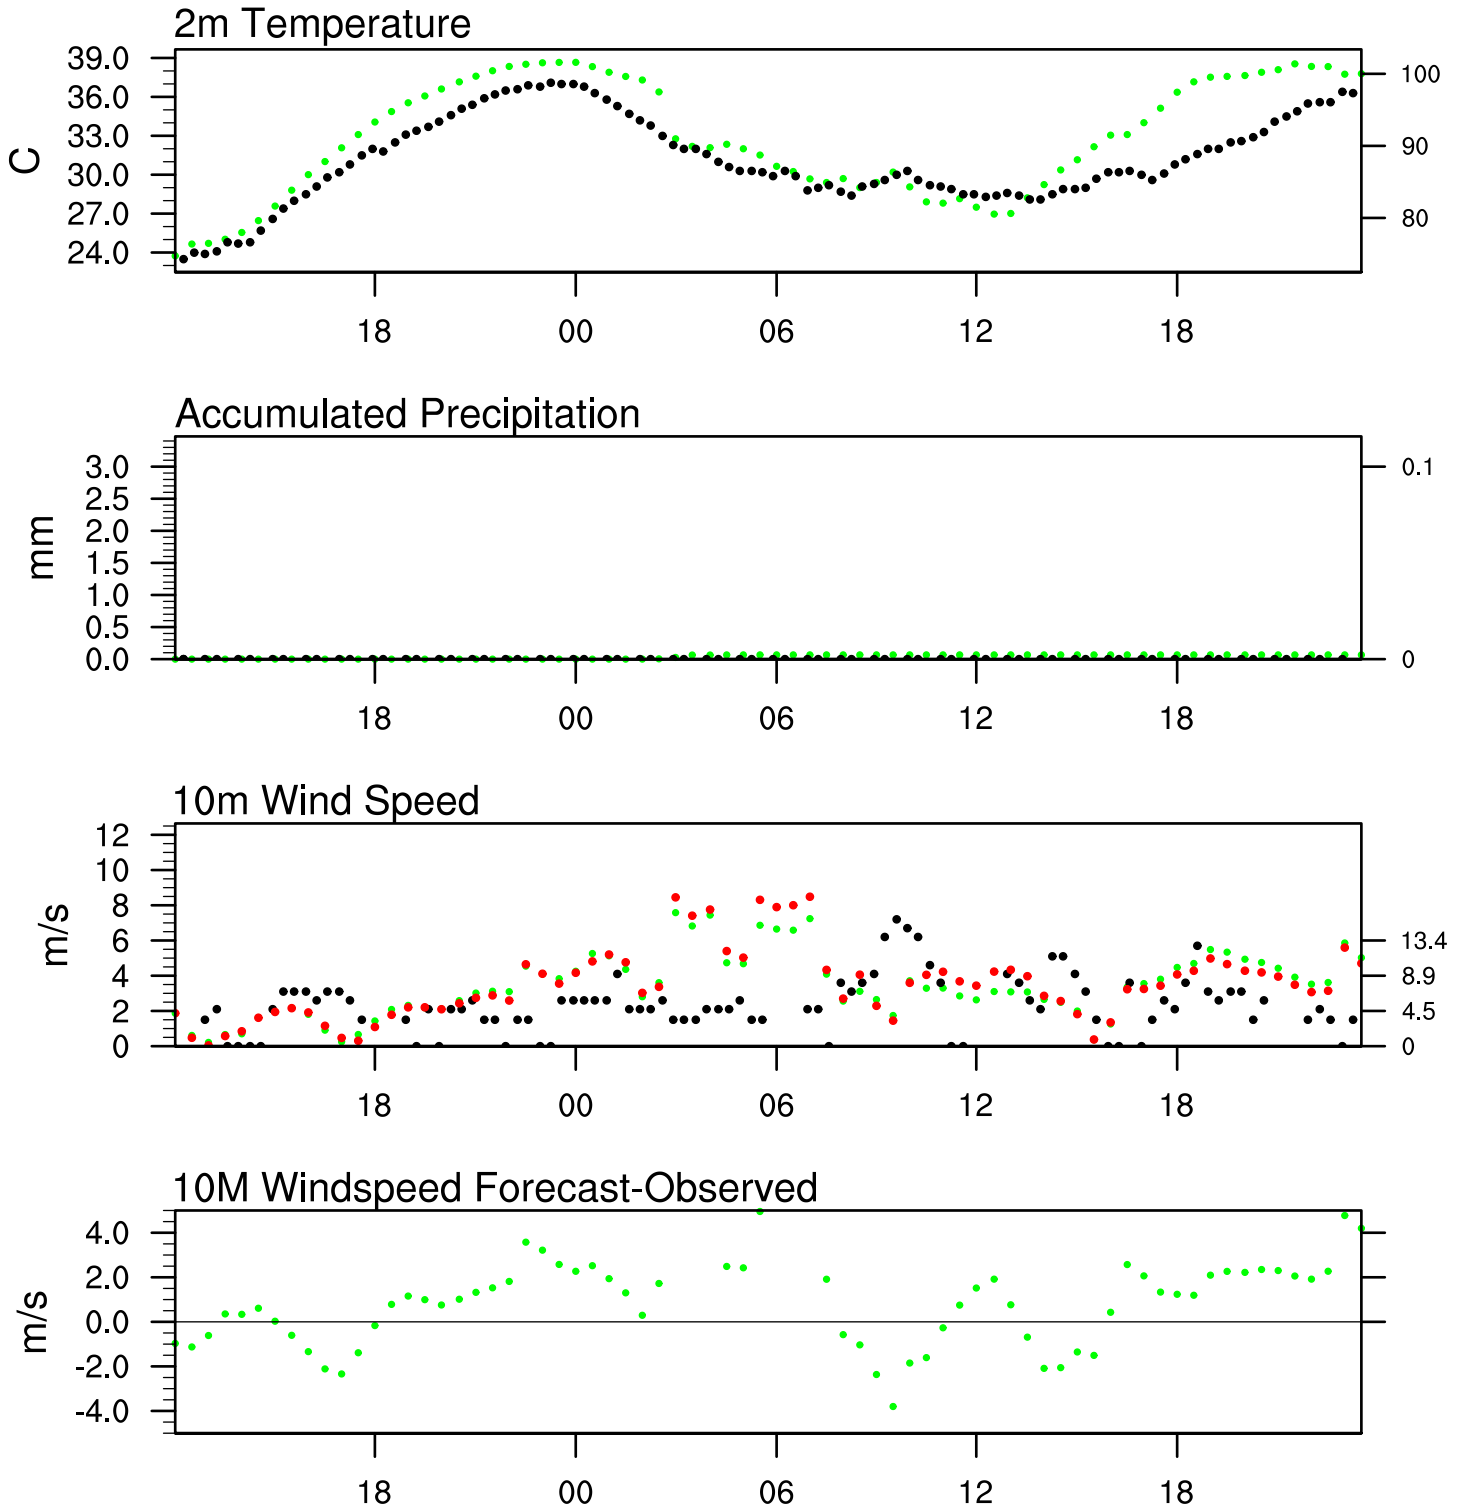 2m Temperature
39.0
36.0
33.0
30.0
27.0
24.0
C
100
90
80
18 00 06 12 18
Accumulated Precipitation
3.0
2.5
2.0
1.5
1.0
0.5
0.0
mm
0.1
0
18 00 06 12 18
10m Wind Speed
12
10
8
6
4
2
0
m/s
13.4
8.9
4.5
0
18 00 06 12 18
10M Windspeed Forecast-Observed
4.0
2.0
0.0
-2.0
-4.0
m/s
18 00 06 12 18